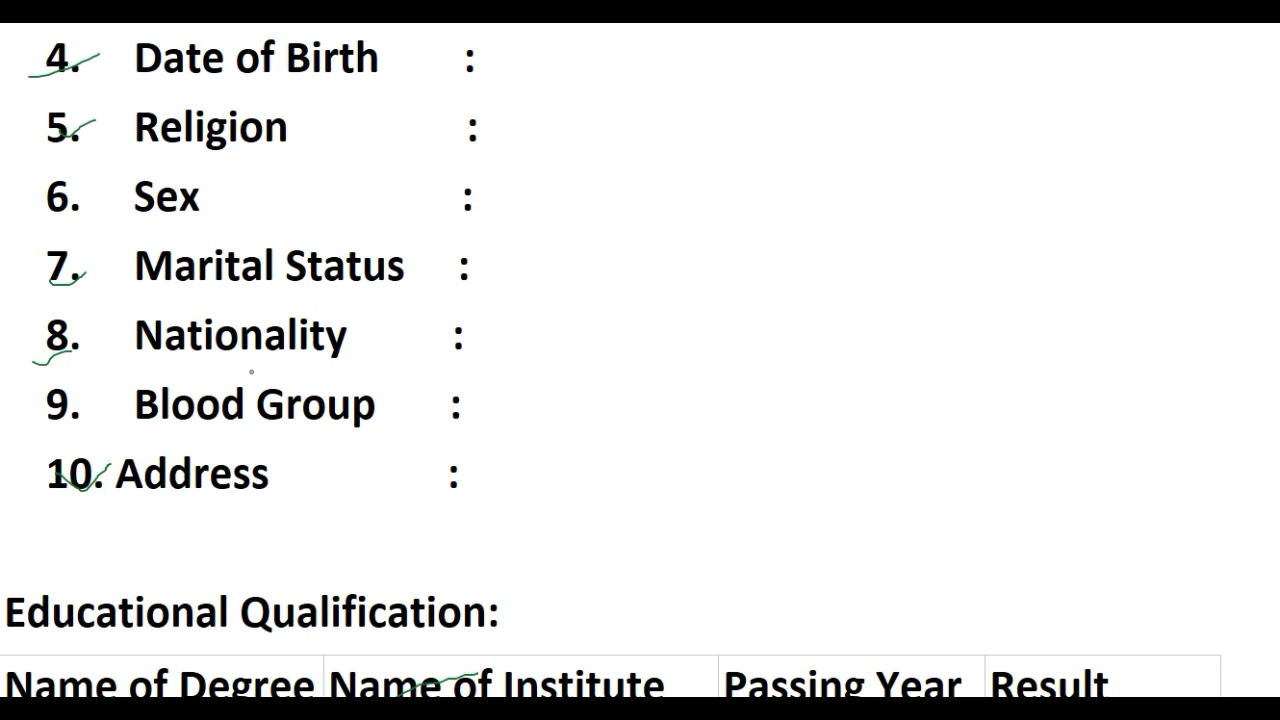 4. Date of Birth :
5. Religion :
6. Sex :
7. Marital Status :
8. Nationality :
9. Blood Group :
10. Address :
Educational Qualification:
Name of Degree Name of Institute Passing Year Result